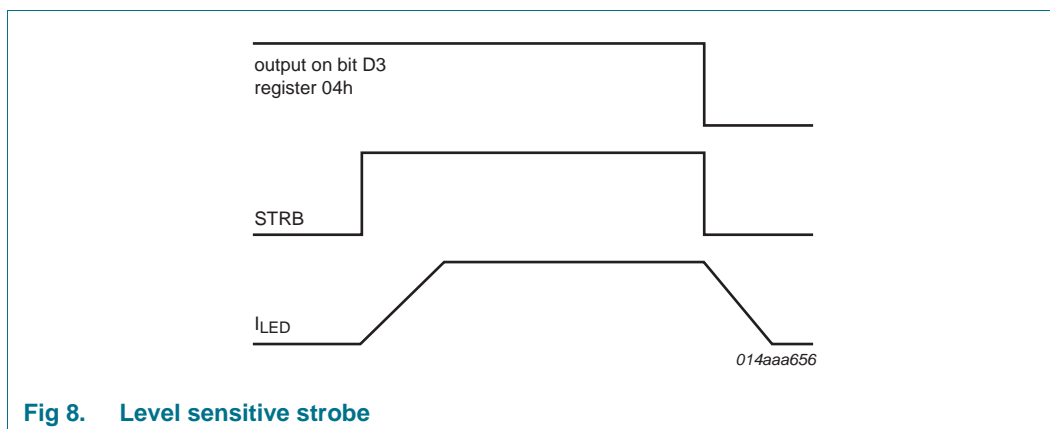 output on bit D3
register 04h
STRB
ILED
014aaa656
Fig 8. Level sensitive strobe